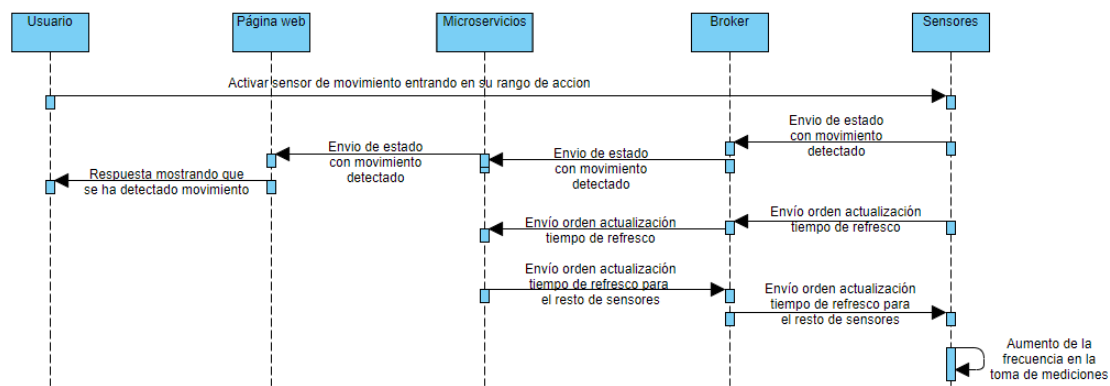 Usuario
Página web
Microservicios
Broker
Sensores
Activar sensor de movimiento entrando en su rango de accion
Envio de estado
con movimiento
detectado
Envio de estado
con movimiento
detectado
Envio de estado
con movimiento
detectado
Respuesta mostrando que
se ha detectado movimiento
Envío orden actualización
tiempo de refresco
Envío orden actualización
tiempo de refresco
Envío orden actualización
tiempo de refresco para
el resto de sensores
Envío orden actualización
tiempo de refresco para
el resto de sensores
Aumento de la
frecuencia en la
toma de mediciones